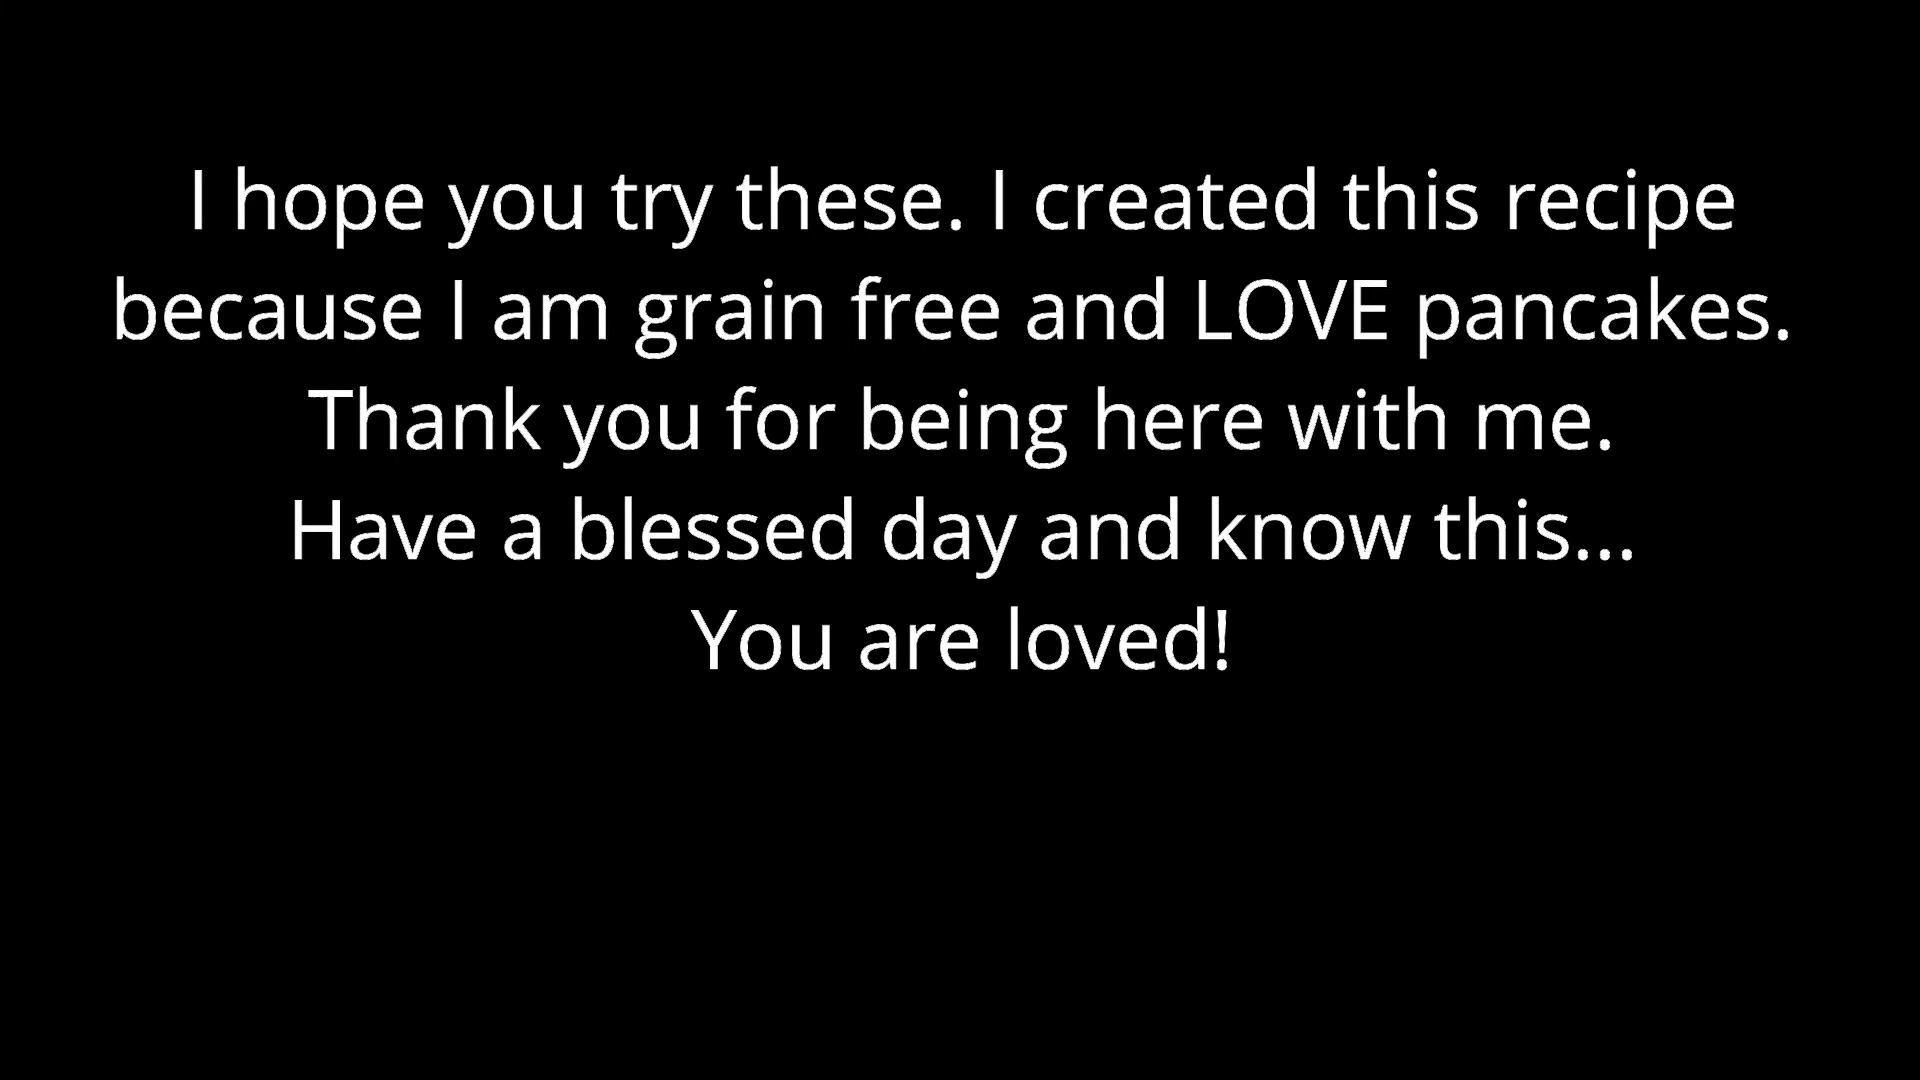 I hope you try these. I created this recipe
because I am grain free and LOVE pancakes.
Thank you for being here with me.
Have a blessed day and know this...
You are loved!